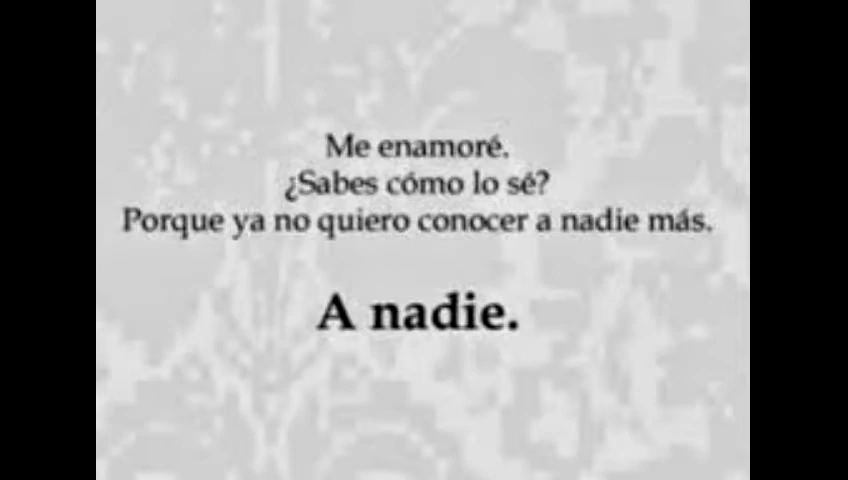 Me enamoré.
¿Sabes cómo lo sé?
Porque ya no quiero conocer a nadie más.
A nadie.